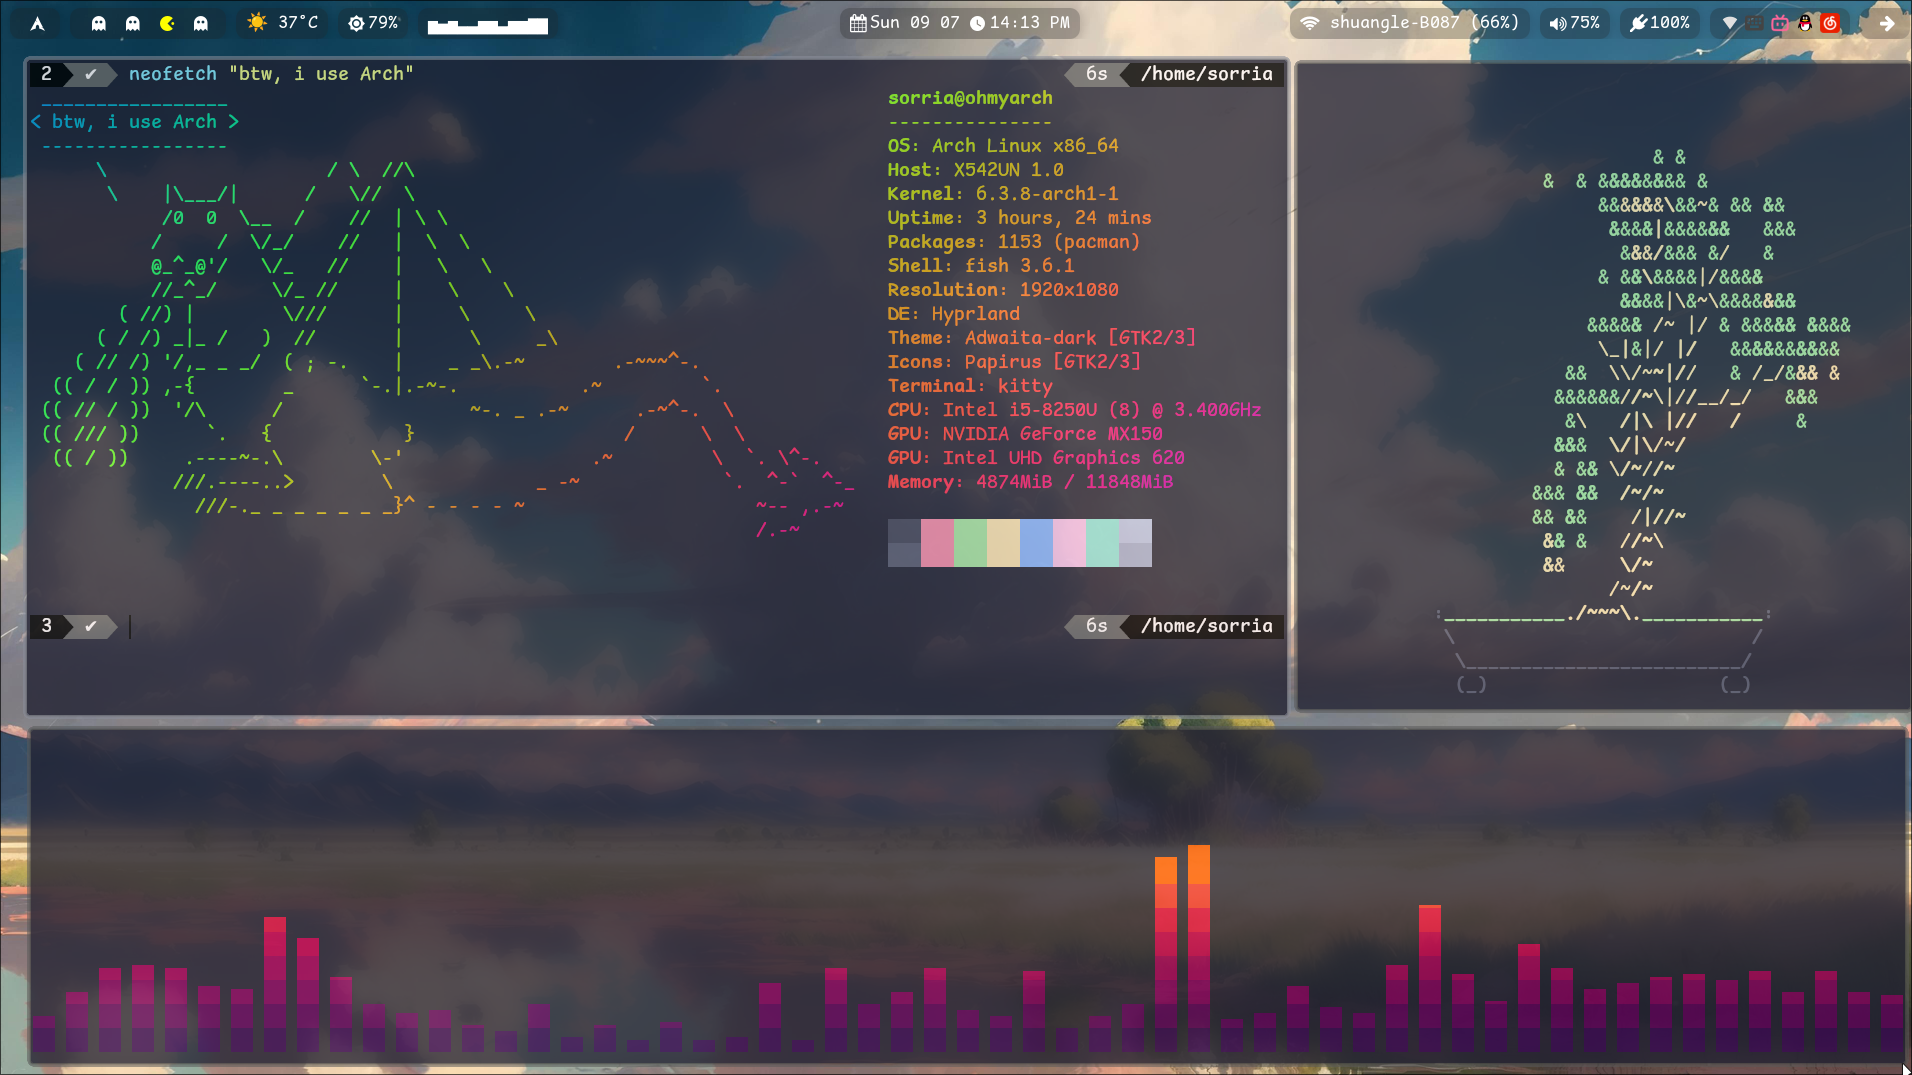 37°C
79%
Sun 09 07 14:13 PM
shuangle-B087 (66%)
75%
100%
2 ✔ neofetch "btw, i use Arch" 6s /home/sorria
< btw, i use Arch >
sorria@ohmyarch
---------------
OS: Arch Linux x86_64
Host: X542UN 1.0
Kernel: 6.3.8-arch1-1
Uptime: 3 hours, 24 mins
Packages: 1153 (pacman)
Shell: fish 3.6.1
Resolution: 1920x1080
DE: Hyprland
Theme: Adwaita-dark [GTK2/3]
Icons: Papirus [GTK2/3]
Terminal: kitty
CPU: Intel i5-8250U (8) @ 3.400GHz
GPU: NVIDIA GeForce MX150
GPU: Intel UHD Graphics 620
Memory: 4874MiB / 11848MiB
3 ✔ 6s /home/sorria